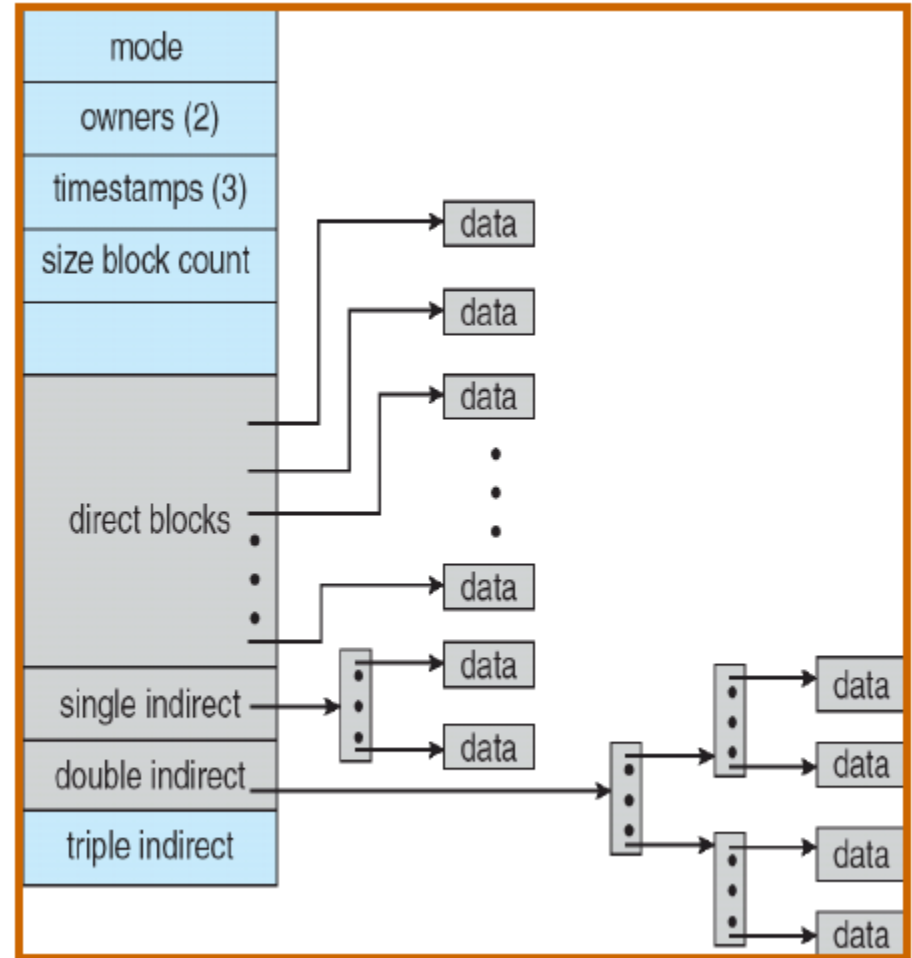 mode
owners (2)
timestamps (3)
size block count
direct blocks
single indirect
double indirect
triple indirect
data
data
data
data
data
data
data
data
data
data